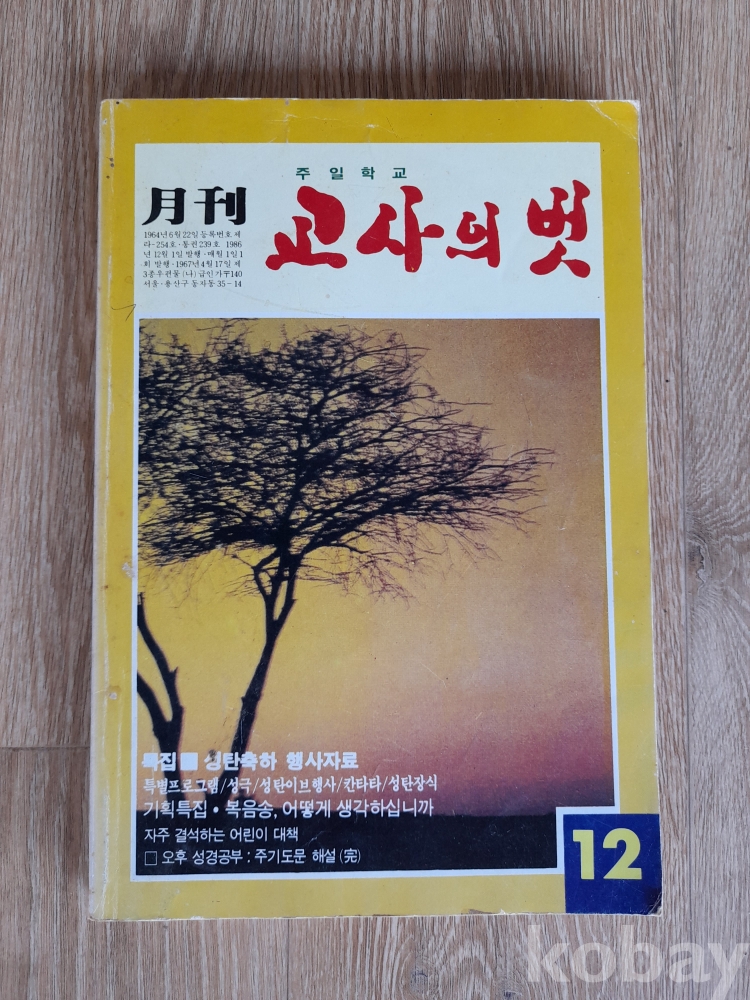 주일학교
月刊
교사의 벗
1964년 6월 22일 등록번호 제
라-254호·통권239호 1986
년 12월 1일 발행·매월 1일 1
회 발행·1967년 4월 17일 제
3종우편물 (나) 급인가 〒140
서울·용산구 동자동 35-14
특집 ■ 성탄축하 행사자료
특별프로그램/성극/성탄이브행사/칸타타/성탄장식
기획특집·복음송, 어떻게 생각하십니까
자주 결석하는 어린이 대책
□ 오후 성경공부 : 주기도문 해설 (完)
12
kobay